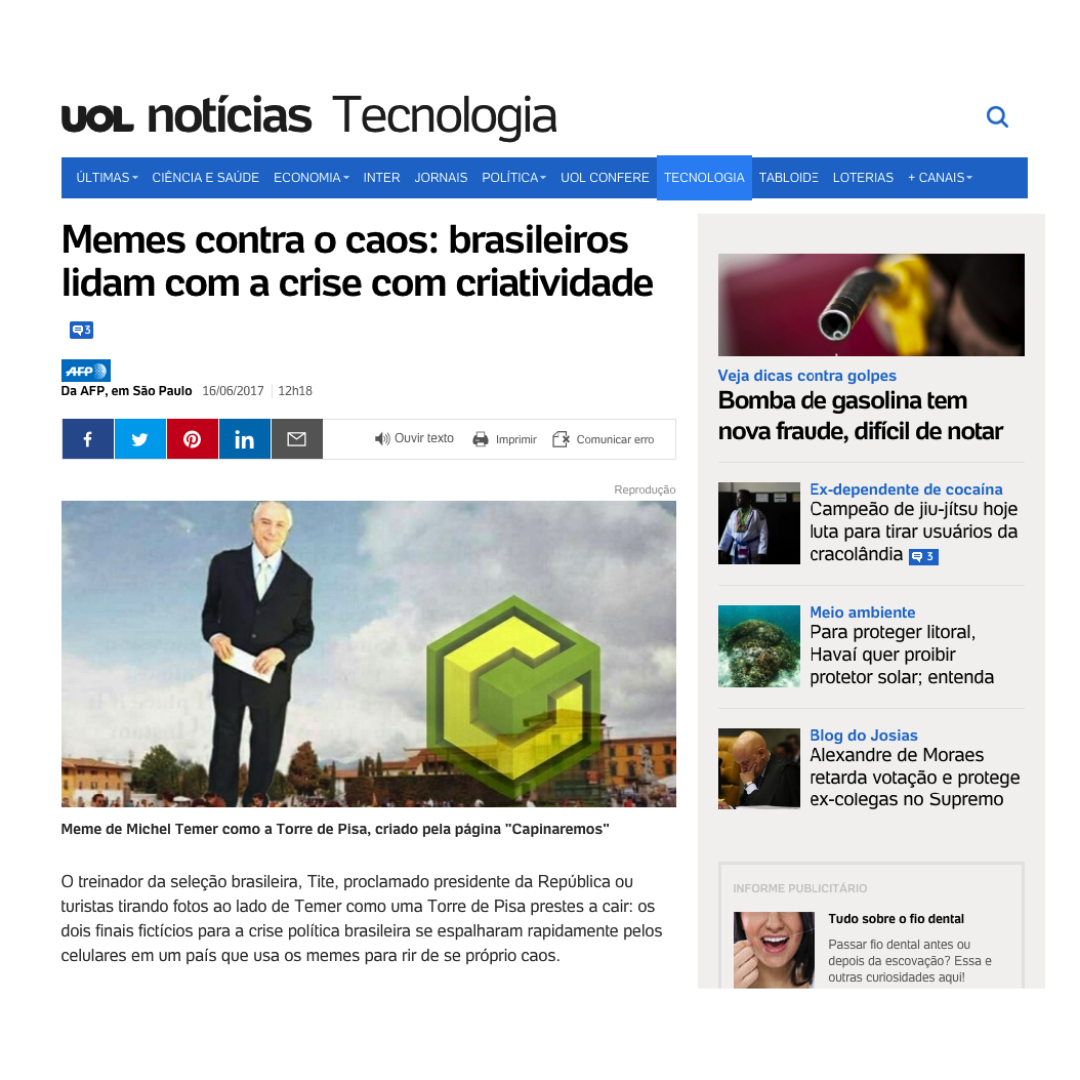 UOL notícias Tecnologia
ÚLTIMAS CIÊNCIA E SAÚDE ECONOMIA INTER JORNAIS POLÍTICA UOL CONFERE TECNOLOGIA TABLOIDE LOTERIAS + CANAIS
Memes contra o caos: brasileiros
lidam com a crise com criatividade
3
AFP
Da AFP, em São Paulo 16/06/2017 12h18
f in Ouvir texto Imprimir Comunicar erro
Reprodução
Meme de Michel Temer como a Torre de Pisa, criado pela página "Capinaremos"
O treinador da seleção brasileira, Tite, proclamado presidente da República ou
turistas tirando fotos ao lado de Temer como uma Torre de Pisa prestes a cair: os
dois finais fictícios para a crise política brasileira se espalharam rapidamente pelos
celulares em um país que usa os memes para rir de se próprio caos.
Veja dicas contra golpes
Bomba de gasolina tem
nova fraude, difícil de notar
Ex-dependente de cocaína
Campeão de jiu-jítsu hoje
luta para tirar usuários da
cracolândia 3
Meio ambiente
Para proteger litoral,
Havaí quer proibir
protetor solar; entenda
Blog do Josias
Alexandre de Moraes
retarda votação e protege
ex-colegas no Supremo
INFORME PUBLICITÁRIO
Tudo sobre o fio dental
Passar fio dental antes ou
depois da escovação? Essa e
outras curiosidades aqui!